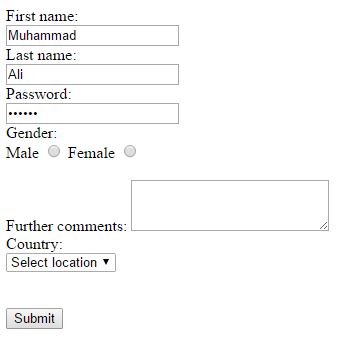 First name:
Muhammad
Last name:
Ali
Password:
••••••
Gender:
Male Female
Further comments:
Country:
Select location ▼
Submit